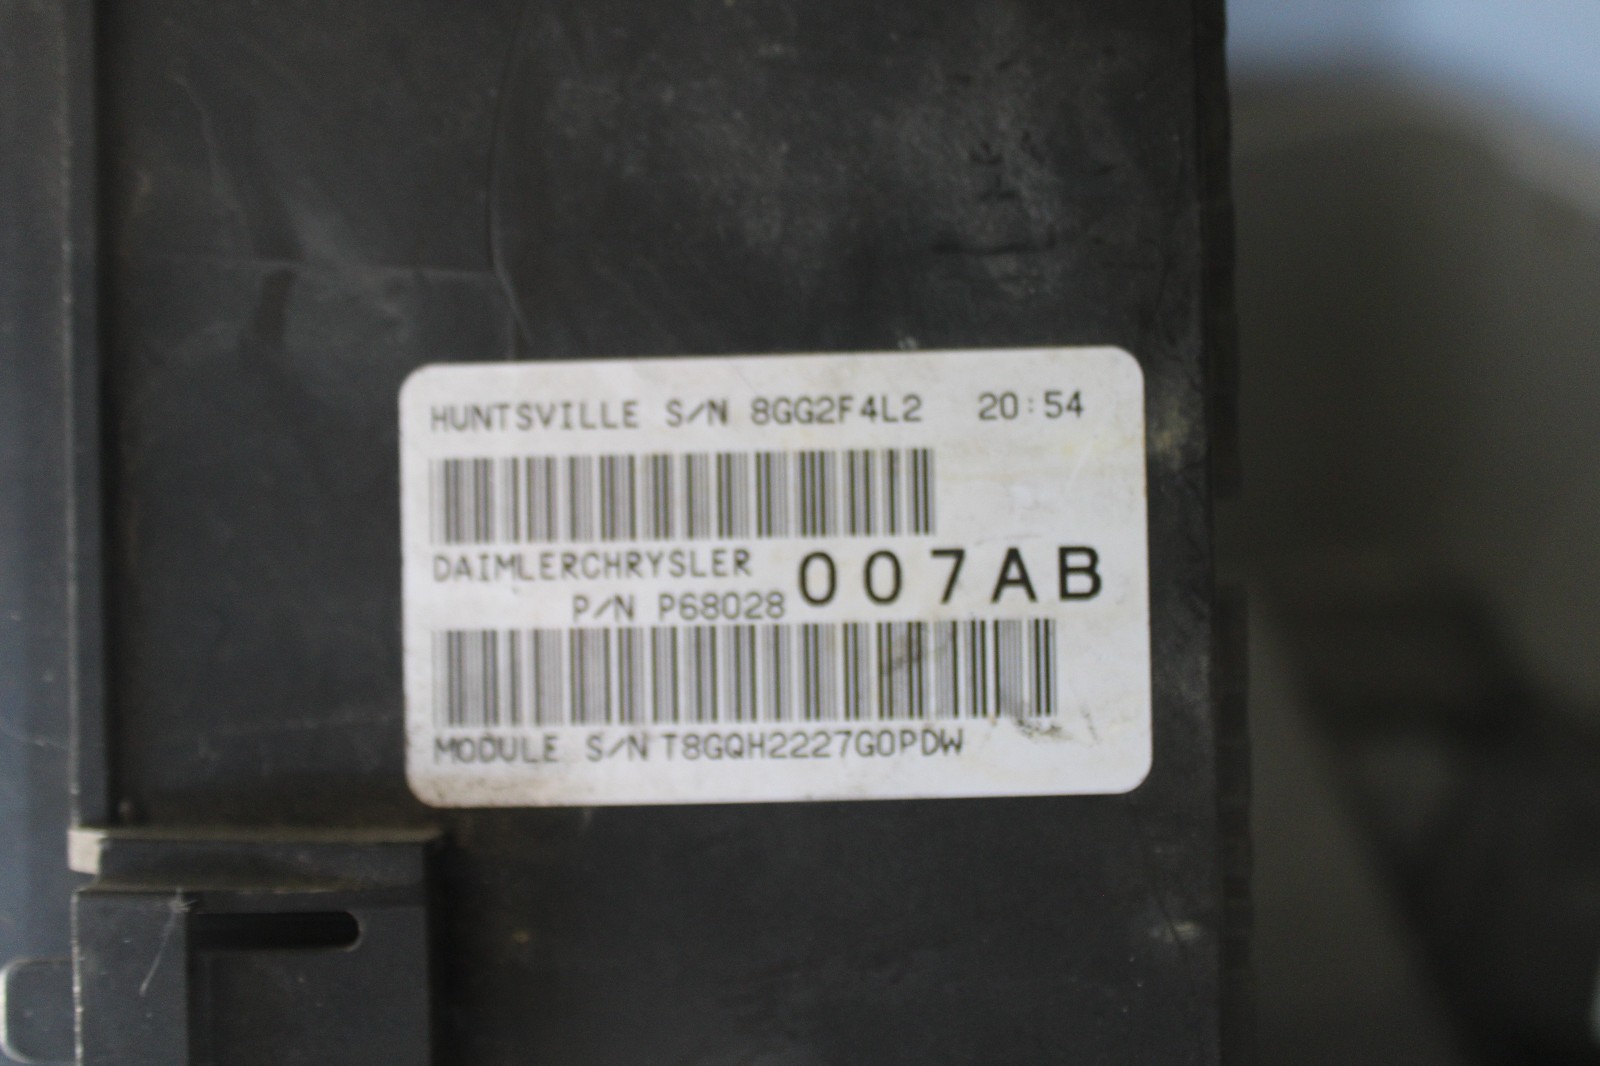 HUNTSVILLE S/N 8GG2F4L2 20:54
DAIMLERCHRYSLER
P/N P68028 007AB
MODULE S/N T8GQH2227G0PDW